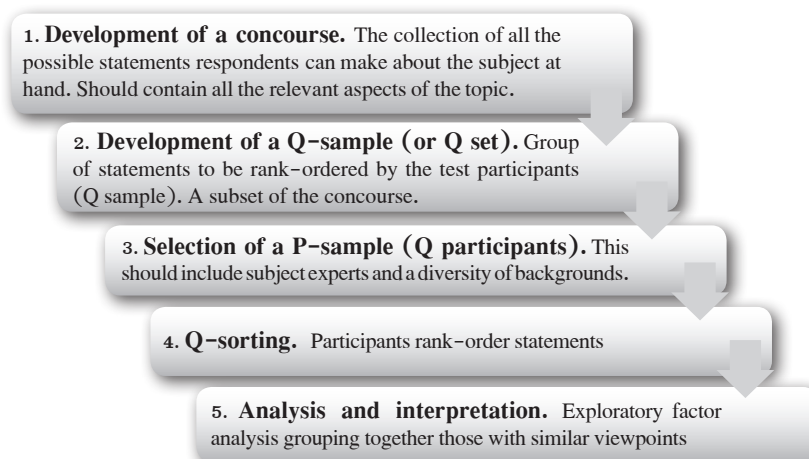 1. Development of a concourse. The collection of all the
possible statements respondents can make about the subject at
hand. Should contain all the relevant aspects of the topic.
2. Development of a Q-sample (or Q set). Group
of statements to be rank-ordered by the test participants
(Q sample). A subset of the concourse.
3. Selection of a P-sample (Q participants). This
should include subject experts and a diversity of backgrounds.
4. Q-sorting. Participants rank-order statements
5. Analysis and interpretation. Exploratory factor
analysis grouping together those with similar viewpoints